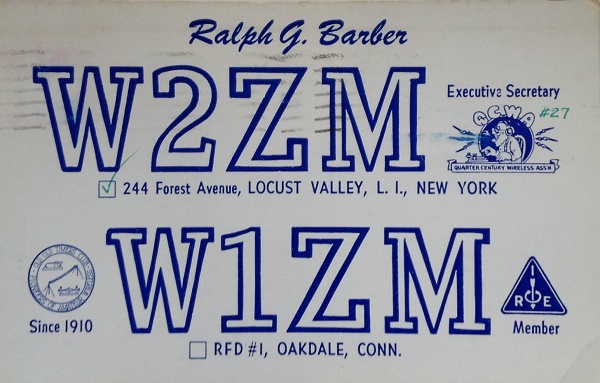 Ralph G. Barber
W2ZM
Executive Secretary
QCWA #27
QUARTER CENTURY WIRELESS ASS'N
244 Forest Avenue, LOCUST VALLEY, L. I., NEW YORK
W1ZM
Since 1910
IRE
Member
RFD #1, OAKDALE, CONN.